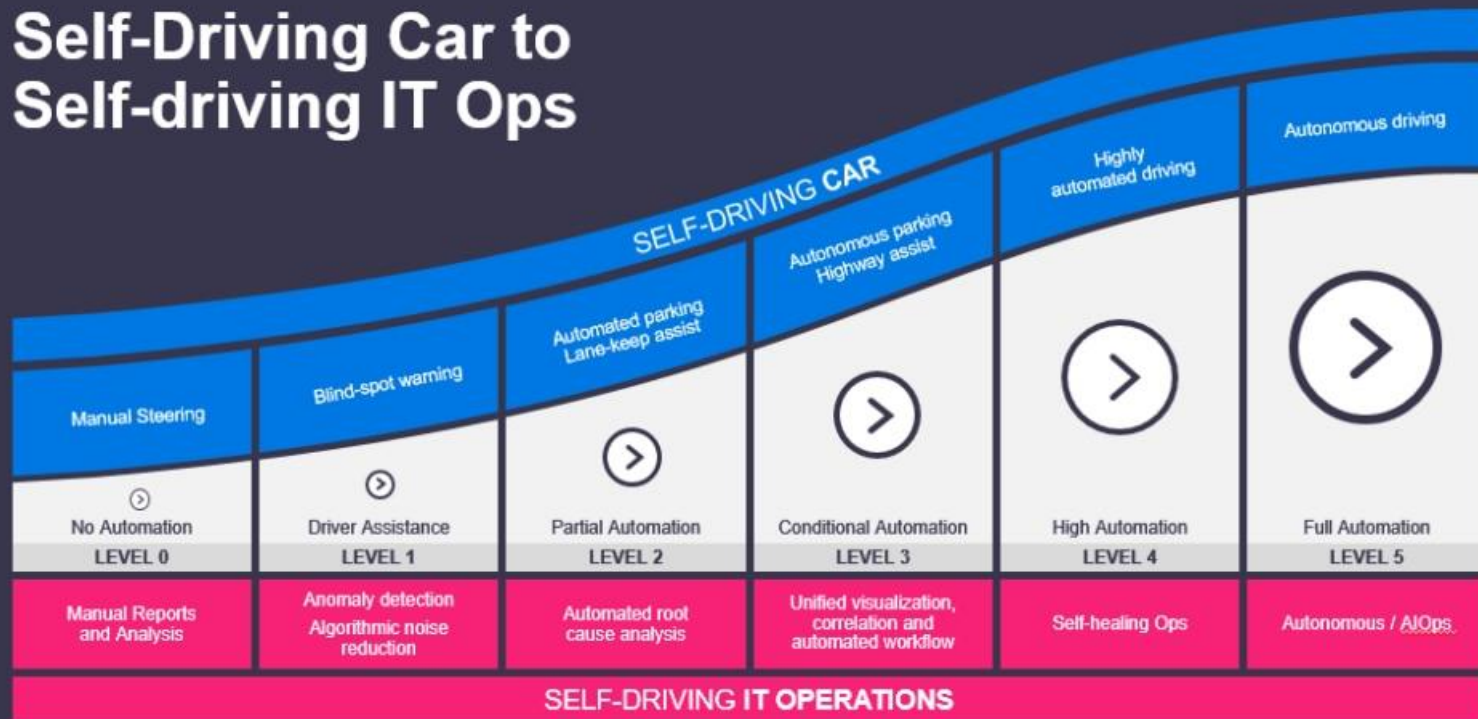 Self-Driving Car to
Self-driving IT Ops
SELF-DRIVING CAR
Manual Steering
Blind-spot warning
Automated parking
Lane-keep assist
Autonomous parking
Highway assist
Highly
automated driving
Autonomous driving
No Automation
LEVEL 0
Driver Assistance
LEVEL 1
Partial Automation
LEVEL 2
Conditional Automation
LEVEL 3
High Automation
LEVEL 4
Full Automation
LEVEL 5
Manual Reports
and Analysis
Anomaly detection
Algorithmic noise
reduction
Automated root
cause analysis
Unified visualization,
correlation and
automated workflow
Self-healing Ops
Autonomous / AIOps
SELF-DRIVING IT OPERATIONS